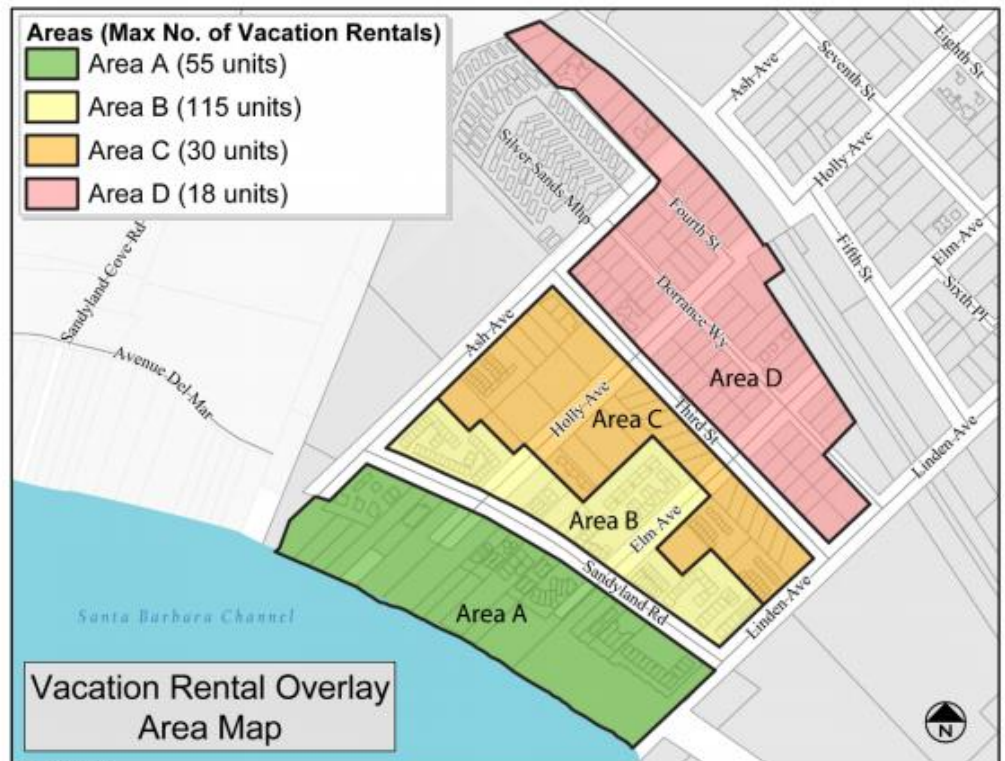 Areas (Max No. of Vacation Rentals)
Area A (55 units)
Area B (115 units)
Area C (30 units)
Area D (18 units)
Ash Ave
Seventh St
Eighth St
Holly Ave
Elm Ave
Sixth Pl
Fifth St
Silver Sands Mhp
Fourth St
Dorrance Wy
Area D
Sandyland Cove Rd
Avenue Del Mar
Ash Ave
Holly Ave
Area C
Third St
Linden Ave
Area B
Elm Ave
Sandyland Rd
Linden Ave
Area A
Santa Barbara Channel
Vacation Rental Overlay
Area Map
N